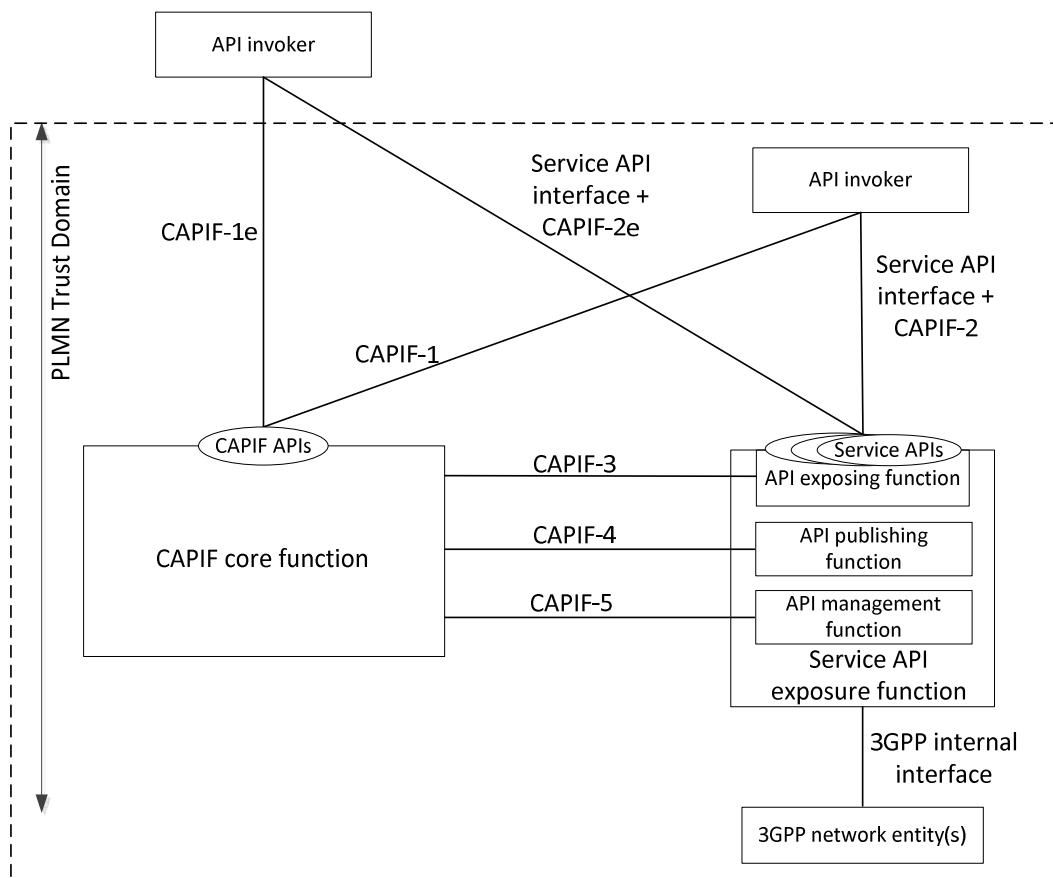 API invoker
PLMN Trust Domain
CAPIF-1e
Service API
interface +
CAPIF-2e
API invoker
CAPIF-1
Service API
interface +
CAPIF-2
CAPIF APIs
CAPIF core function
CAPIF-3
CAPIF-4
CAPIF-5
Service APIs
API exposing function
API publishing
function
API management
function
Service API
exposure function
3GPP internal
interface
3GPP network entity(s)